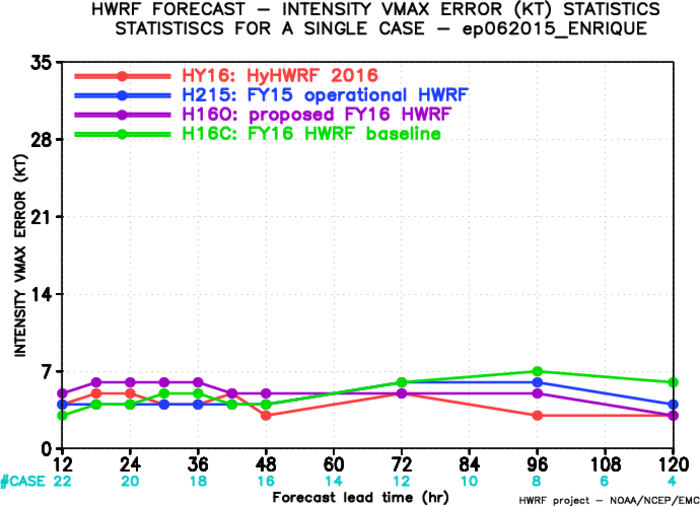 HWRF FORECAST – INTENSITY VMAX ERROR (KT) STATISTICS
STATISTISCS FOR A SINGLE CASE – ep062015_ENRIQUE
35
28
21
14
7
0
INTENSITY VMAX ERROR (KT)
HY16: HyHWRF 2016
H215: FY15 operational HWRF
H16O: proposed FY16 HWRF
H16C: FY16 HWRF baseline
12 24 36 48 60 72 84 96 108 120
#CASE 22 20 18 16 14 12 10 8 6 4
Forecast lead time (hr)
HWRF project – NOAA/NCEP/EMC